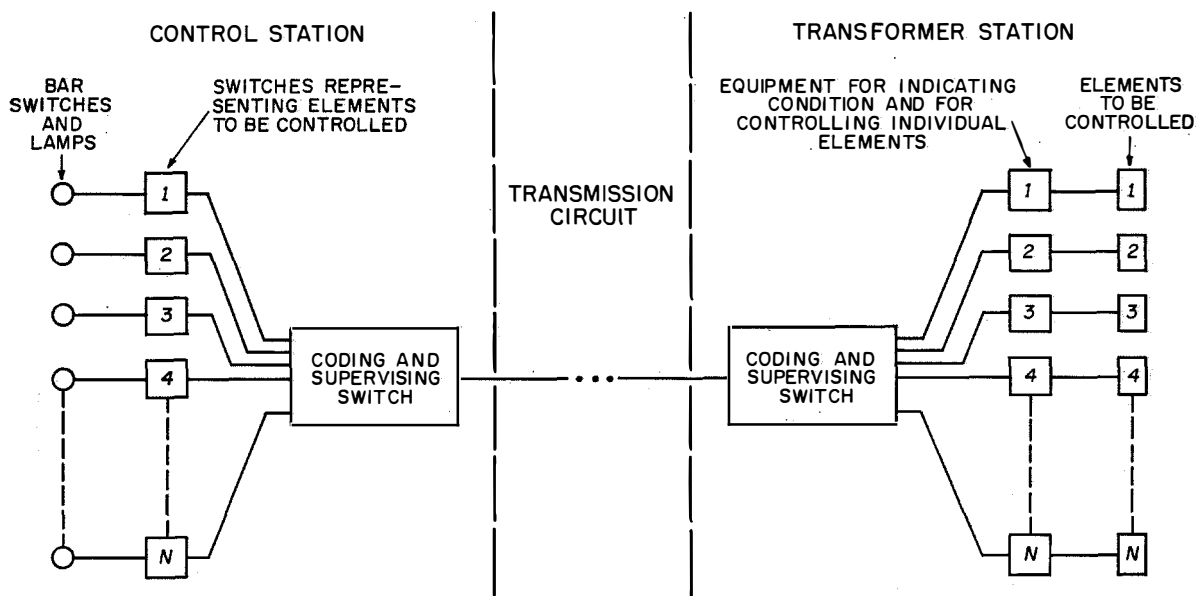 CONTROL STATION
BAR
SWITCHES
AND
LAMPS
SWITCHES REPRE-
SENTING ELEMENTS
TO BE CONTROLLED
1
2
3
4
N
CODING AND
SUPERVISING
SWITCH
TRANSMISSION
CIRCUIT
TRANSFORMER STATION
EQUIPMENT FOR INDICATING
CONDITION AND FOR
CONTROLLING INDIVIDUAL
ELEMENTS
ELEMENTS
TO BE
CONTROLLED
CODING AND
SUPERVISING
SWITCH
1
1
2
2
3
3
4
4
N
N